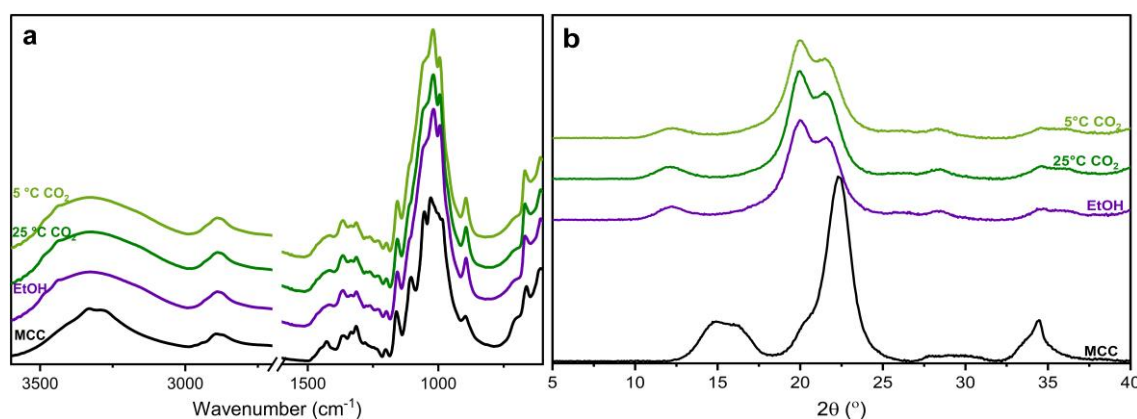 a
5 °C CO₂
25 °C CO₂
EtOH
MCC
3500 3000 1500 1000
Wavenumber (cm⁻¹)
b
5°C CO₂
25°C CO₂
EtOH
MCC
5 10 15 20 25 30 35 40
2θ (°)